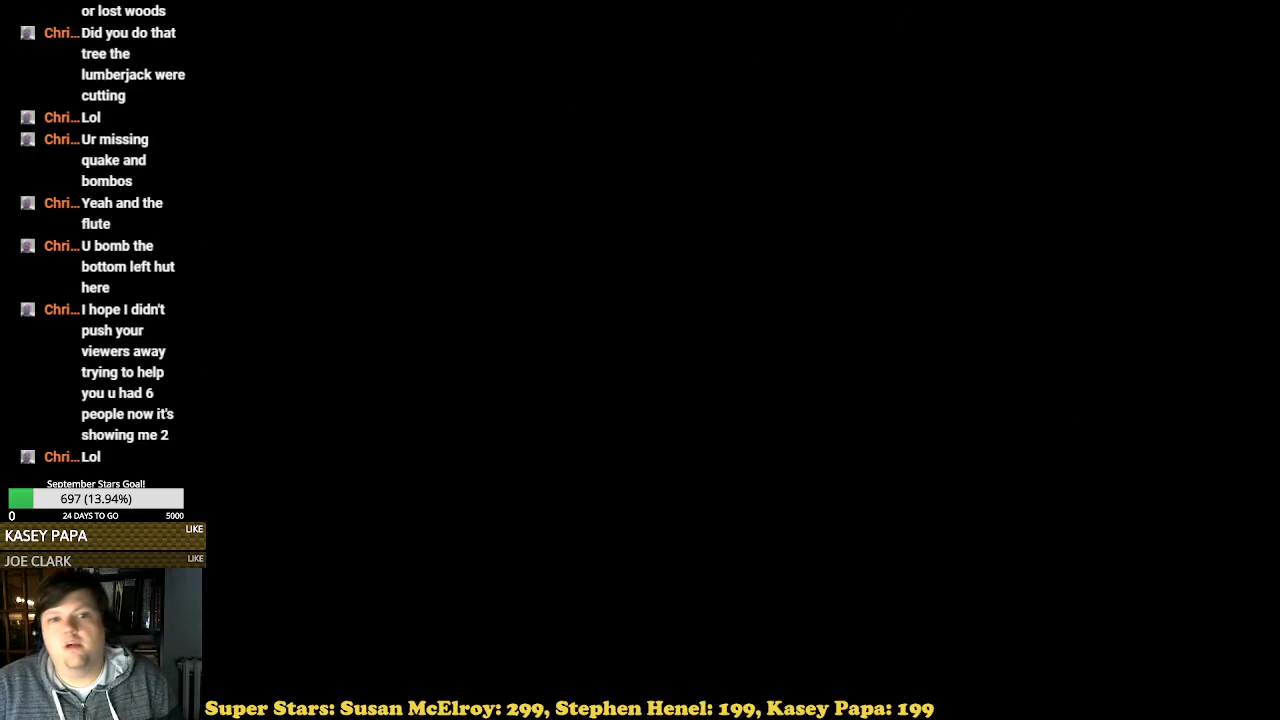 or lost woods
Chri... Did you do that
tree the
lumberjack were
cutting
Chri... Lol
Chri... Ur missing
quake and
bombos
Chri... Yeah and the
flute
Chri... U bomb the
bottom left hut
here
Chri... I hope I didn't
push your
viewers away
trying to help
you u had 6
people now it's
showing me 2
Chri... Lol
September Stars Goal!
697 (13.94%)
0 24 DAYS TO GO 5000
KASEY PAPA LIKE
JOE CLARK LIKE
Super Stars: Susan McElroy: 299, Stephen Henel: 199, Kasey Papa: 199